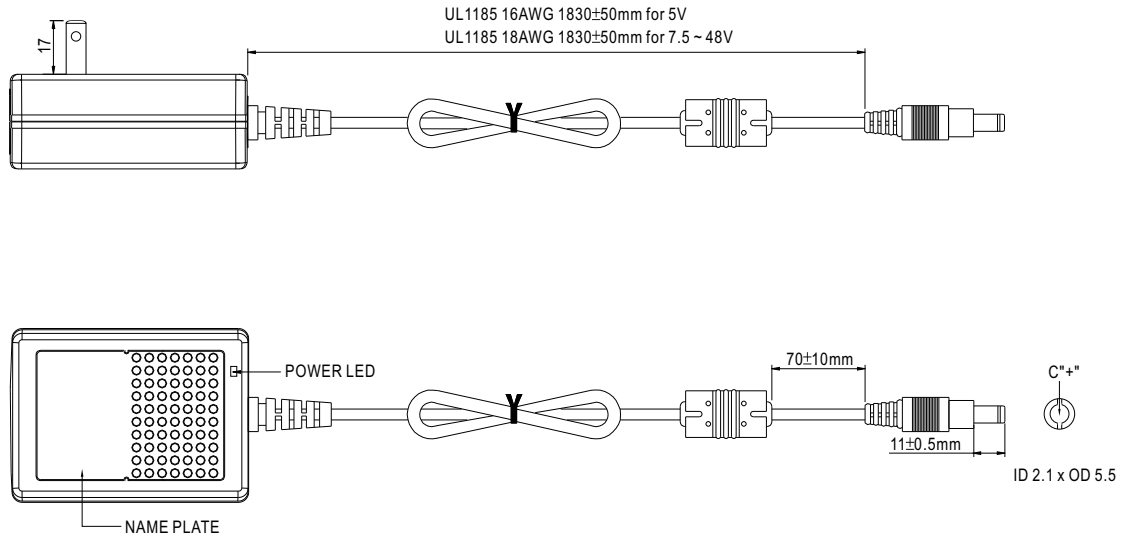 UL1185 16AWG 1830±50mm for 5V
UL1185 18AWG 1830±50mm for 7.5 ~ 48V
17
POWER LED
70±10mm
C"+"
11±0.5mm
ID 2.1 x OD 5.5
NAME PLATE